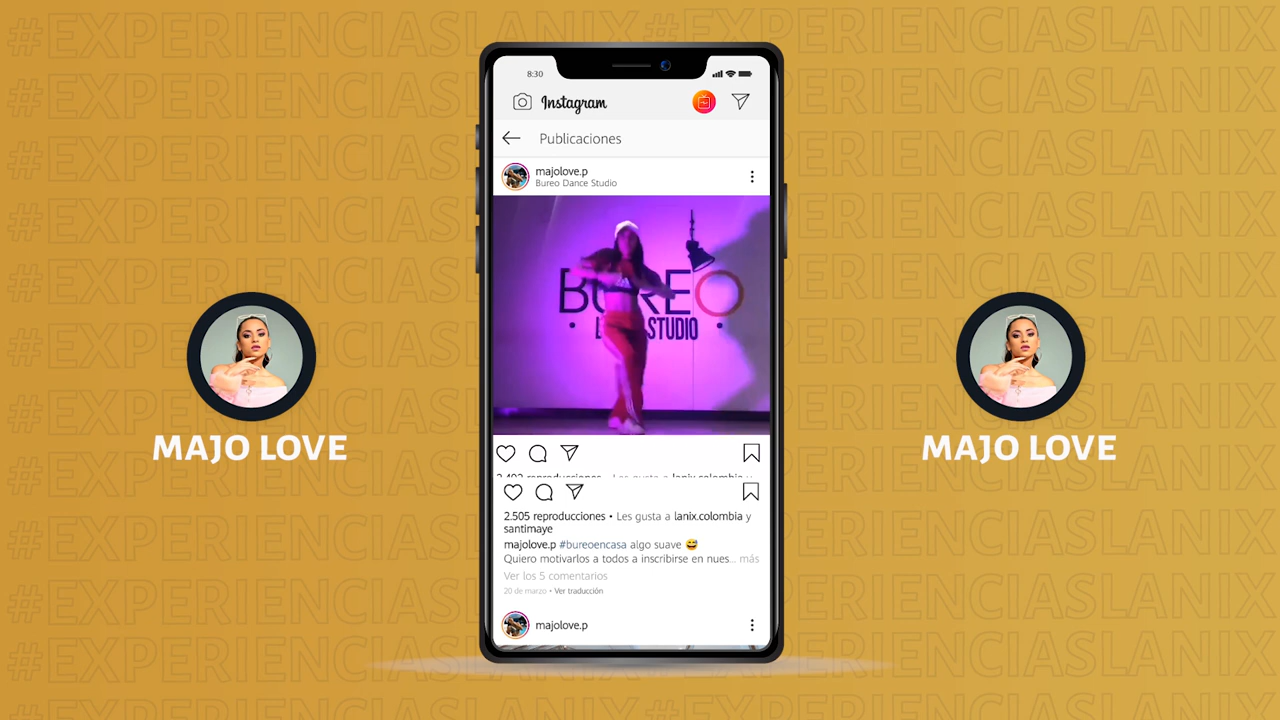 #EXPERIENCIASLANIX#EXPERIENCIASLANIX
8:30
Instagram
Publicaciones
majolove.p
Bureo Dance Studio
BUREO
STUDIO
MAJO LOVE
MAJO LOVE
2.505 reproducciones • Les gusta a lanix.colombia y
santimaye
majolove.p #bureoencasa algo suave 😅
Quiero motivarlos a todos a inscribirse en nues... más
Ver los 5 comentarios
20 de marzo • Ver traducción
majolove.p